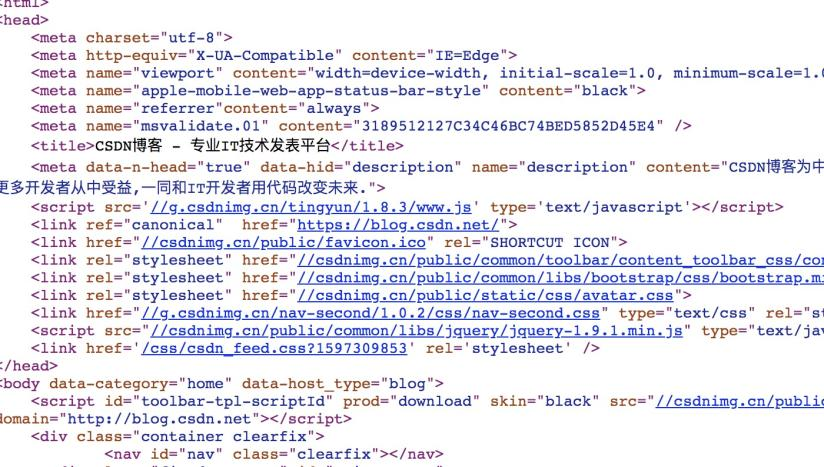 <html>
<head>
<meta charset="utf-8">
<meta http-equiv="X-UA-Compatible" content="IE=Edge">
<meta name="viewport" content="width=device-width, initial-scale=1.0, minimum-scale=1.0
<meta name="apple-mobile-web-app-status-bar-style" content="black">
<meta name="referrer"content="always">
<meta name="msvalidate.01" content="3189512127C34C46BC74BED5852D45E4" />
<title>CSDN博客 - 专业IT技术发表平台</title>
<meta data-n-head="true" data-hid="description" name="description" content="CSDN博客为中
更多开发者从中受益,一同和IT开发者用代码改变未来.">
<script src='//g.csdnimg.cn/tingyun/1.8.3/www.js' type='text/javascript'></script>
<link ref="canonical"  href="https://blog.csdn.net/">
<link href="//csdnimg.cn/public/favicon.ico" rel="SHORTCUT ICON">
<link rel="stylesheet" href="//csdnimg.cn/public/common/toolbar/content_toolbar_css/con
<link rel="stylesheet" href="//csdnimg.cn/public/common/libs/bootstrap/css/bootstrap.mi
<link rel="stylesheet" href="//csdnimg.cn/public/static/css/avatar.css">
<link href="//g.csdnimg.cn/nav-second/1.0.2/css/nav-second.css" type="text/css" rel="st
<script src="//csdnimg.cn/public/common/libs/jquery/jquery-1.9.1.min.js" type="text/jav
<link href='/css/csdn_feed.css?1597309853' rel='stylesheet' />
</head>
<body data-category="home" data-host_type="blog">
<script id="toolbar-tpl-scriptId" prod="download" skin="black" src="//csdnimg.cn/public
domain="http://blog.csdn.net"></script>
<div class="container clearfix">
<nav id="nav" class="clearfix"></nav>